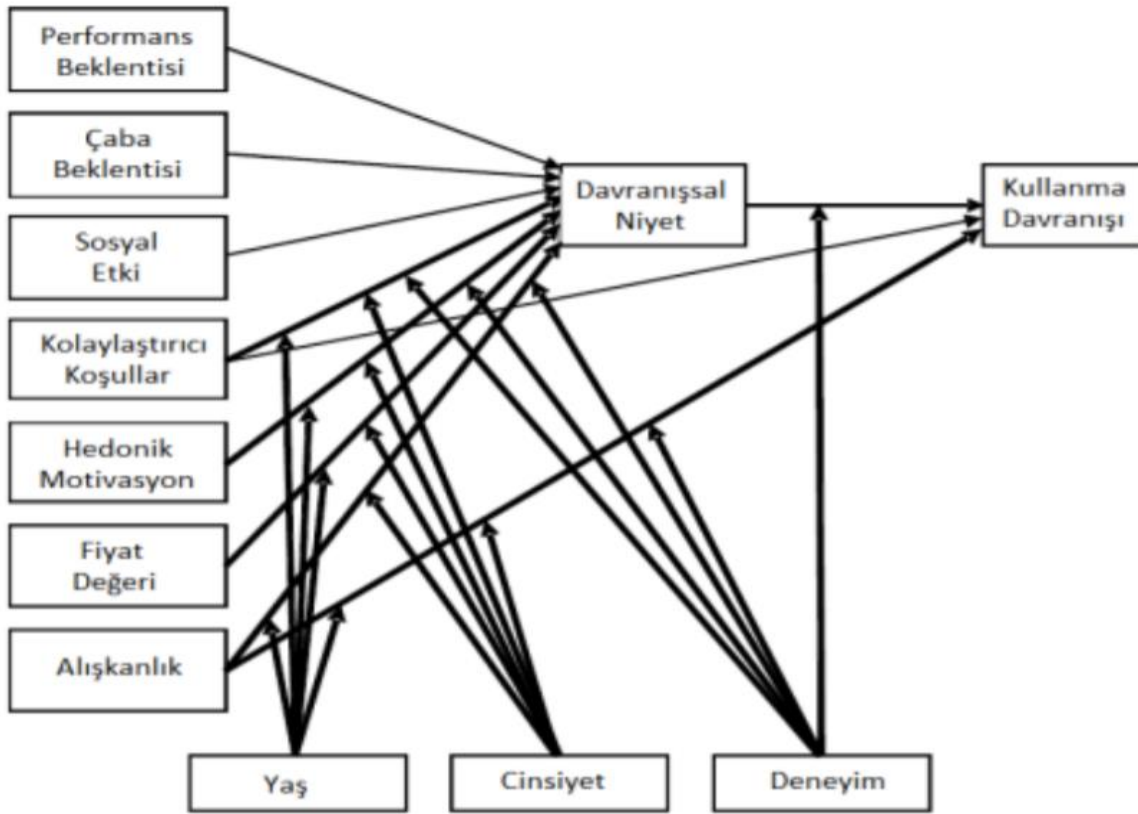 Performans
Beklentisi
Çaba
Beklentisi
Sosyal
Etki
Kolaylaştırıcı
Koşullar
Hedonik
Motivasyon
Fiyat
Değeri
Alışkanlık
Davranışsal
Niyet
Kullanma
Davranışı
Yaş
Cinsiyet
Deneyim